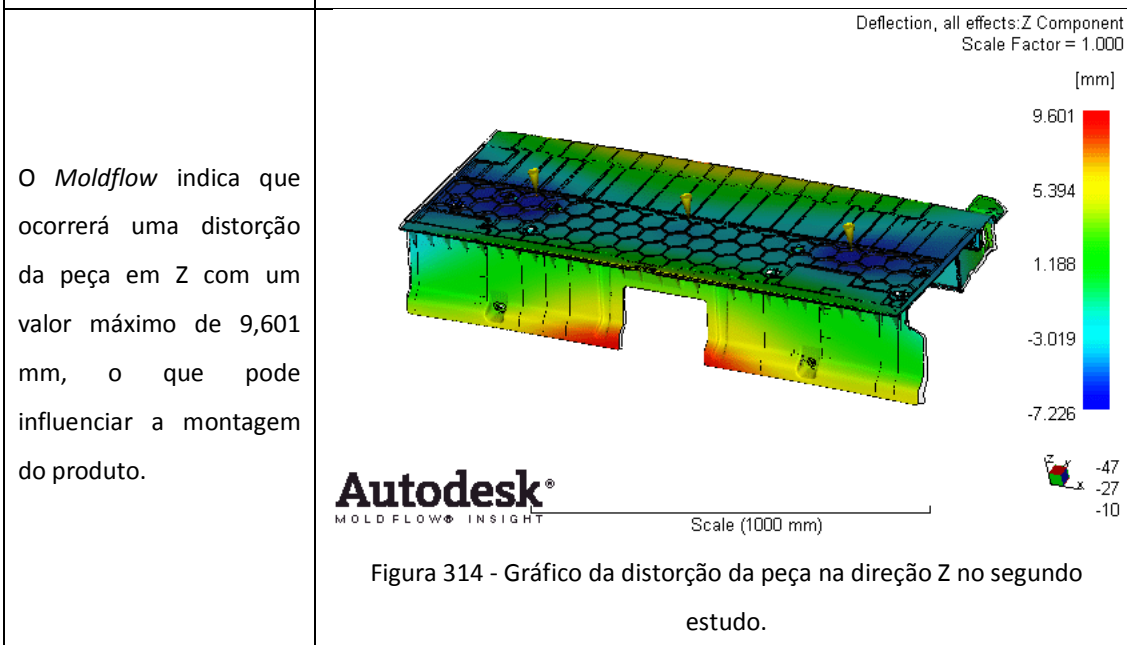 O Moldflow indica que
ocorrerá uma distorção
da peça em Z com um
valor máximo de 9,601
mm, o que pode
influenciar a montagem
do produto.
Deflection, all effects:Z Component
Scale Factor = 1.000
[mm]
9.601
5.394
1.188
-3.019
-7.226
Z Y
X
-47
-27
-10
Autodesk®
MOLDFLOW® INSIGHT
Scale (1000 mm)
Figura 314 - Gráfico da distorção da peça na direção Z no segundo
estudo.